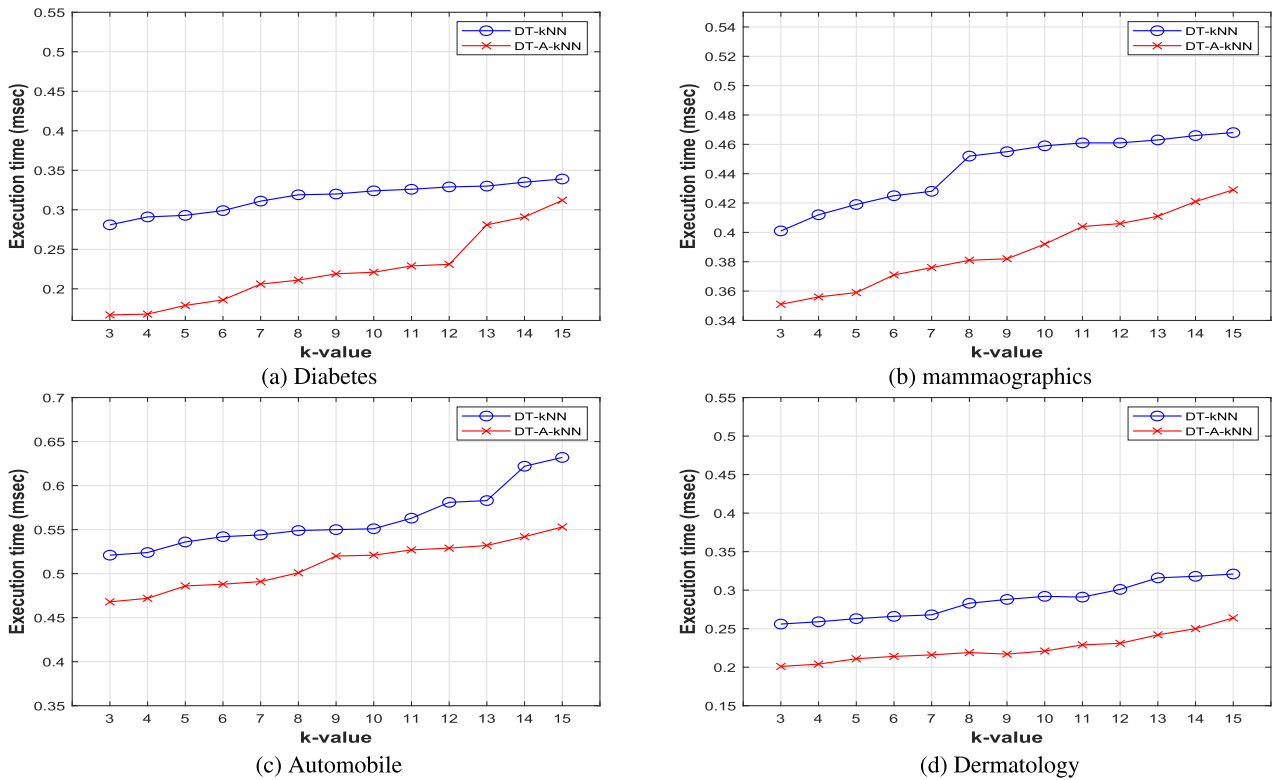 0.55
0.5
0.45
0.4
0.35
0.3
0.25
0.2
Execution time (msec)
DT-kNN
DT-A-kNN
3 4 5 6 7 8 9 10 11 12 13 14 15
k-value
(a) Diabetes
0.54
0.52
0.5
0.48
0.46
0.44
0.42
0.4
0.38
0.36
0.34
Execution time (msec)
DT-kNN
DT-A-kNN
3 4 5 6 7 8 9 10 11 12 13 14 15
k-value
(b) mammaographics
0.7
0.65
0.6
0.55
0.5
0.45
0.4
0.35
Execution time (msec)
DT-kNN
DT-A-kNN
3 4 5 6 7 8 9 10 11 12 13 14 15
k-value
(c) Automobile
0.55
0.5
0.45
0.4
0.35
0.3
0.25
0.2
0.15
Execution time (msec)
DT-kNN
DT-A-kNN
3 4 5 6 7 8 9 10 11 12 13 14 15
k-value
(d) Dermatology